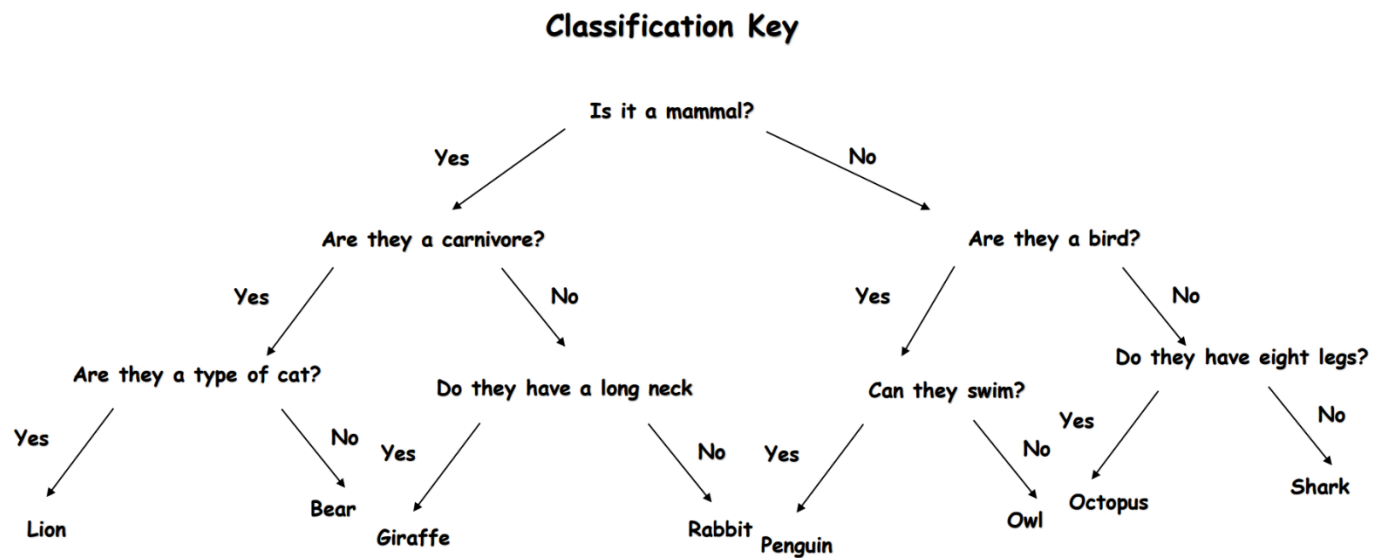 Classification Key
Is it a mammal?
Yes
No
Are they a carnivore?
Are they a bird?
Yes
No
Yes
No
Are they a type of cat?
Do they have a long neck
Can they swim?
Do they have eight legs?
Yes
No
Yes
No
Yes
No
Yes
No
Lion
Bear
Giraffe
Rabbit
Penguin
Owl
Octopus
Shark